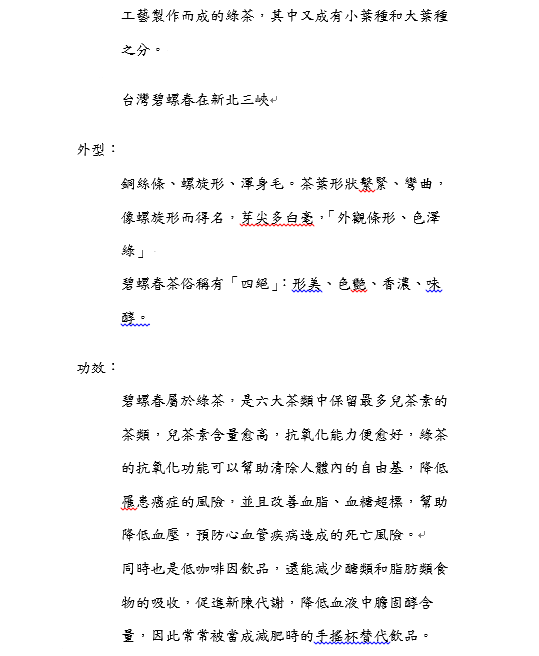 工藝製作而成的綠茶，其中又成有小葉種和大葉種
之分。
台灣碧螺春在新北三峽
外型：
銅絲條、螺旋形、渾身毛。茶葉形狀繫緊、彎曲，
像螺旋形而得名，芽尖多白毫，「外觀條形、色澤
綠」
碧螺春茶俗稱有「四絕」：形美、色艷、香濃、味
醇。
功效：
碧螺春屬於綠茶，是六大茶類中保留最多兒茶素的
茶類，兒茶素含量愈高，抗氧化能力便愈好，綠茶
的抗氧化功能可以幫助清除人體內的自由基，降低
罹患癌症的風險，並且改善血脂、血糖超標，幫助
降低血壓，預防心血管疾病造成的死亡風險。
同時也是低咖啡因飲品，還能減少醣類和脂肪類食
物的吸收，促進新陳代謝，降低血液中膽固醇含
量，因此常常被當成減肥時的手搖杯替代飲品。